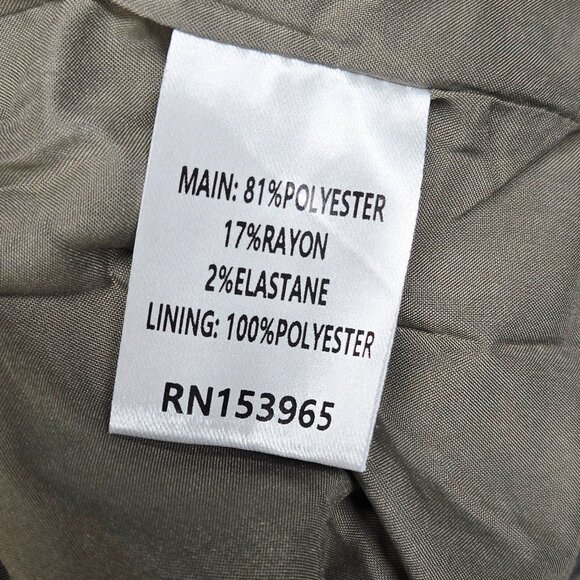 MAIN: 81%POLYESTER
17%RAYON
2%ELASTANE
LINING: 100%POLYESTER
RN153965